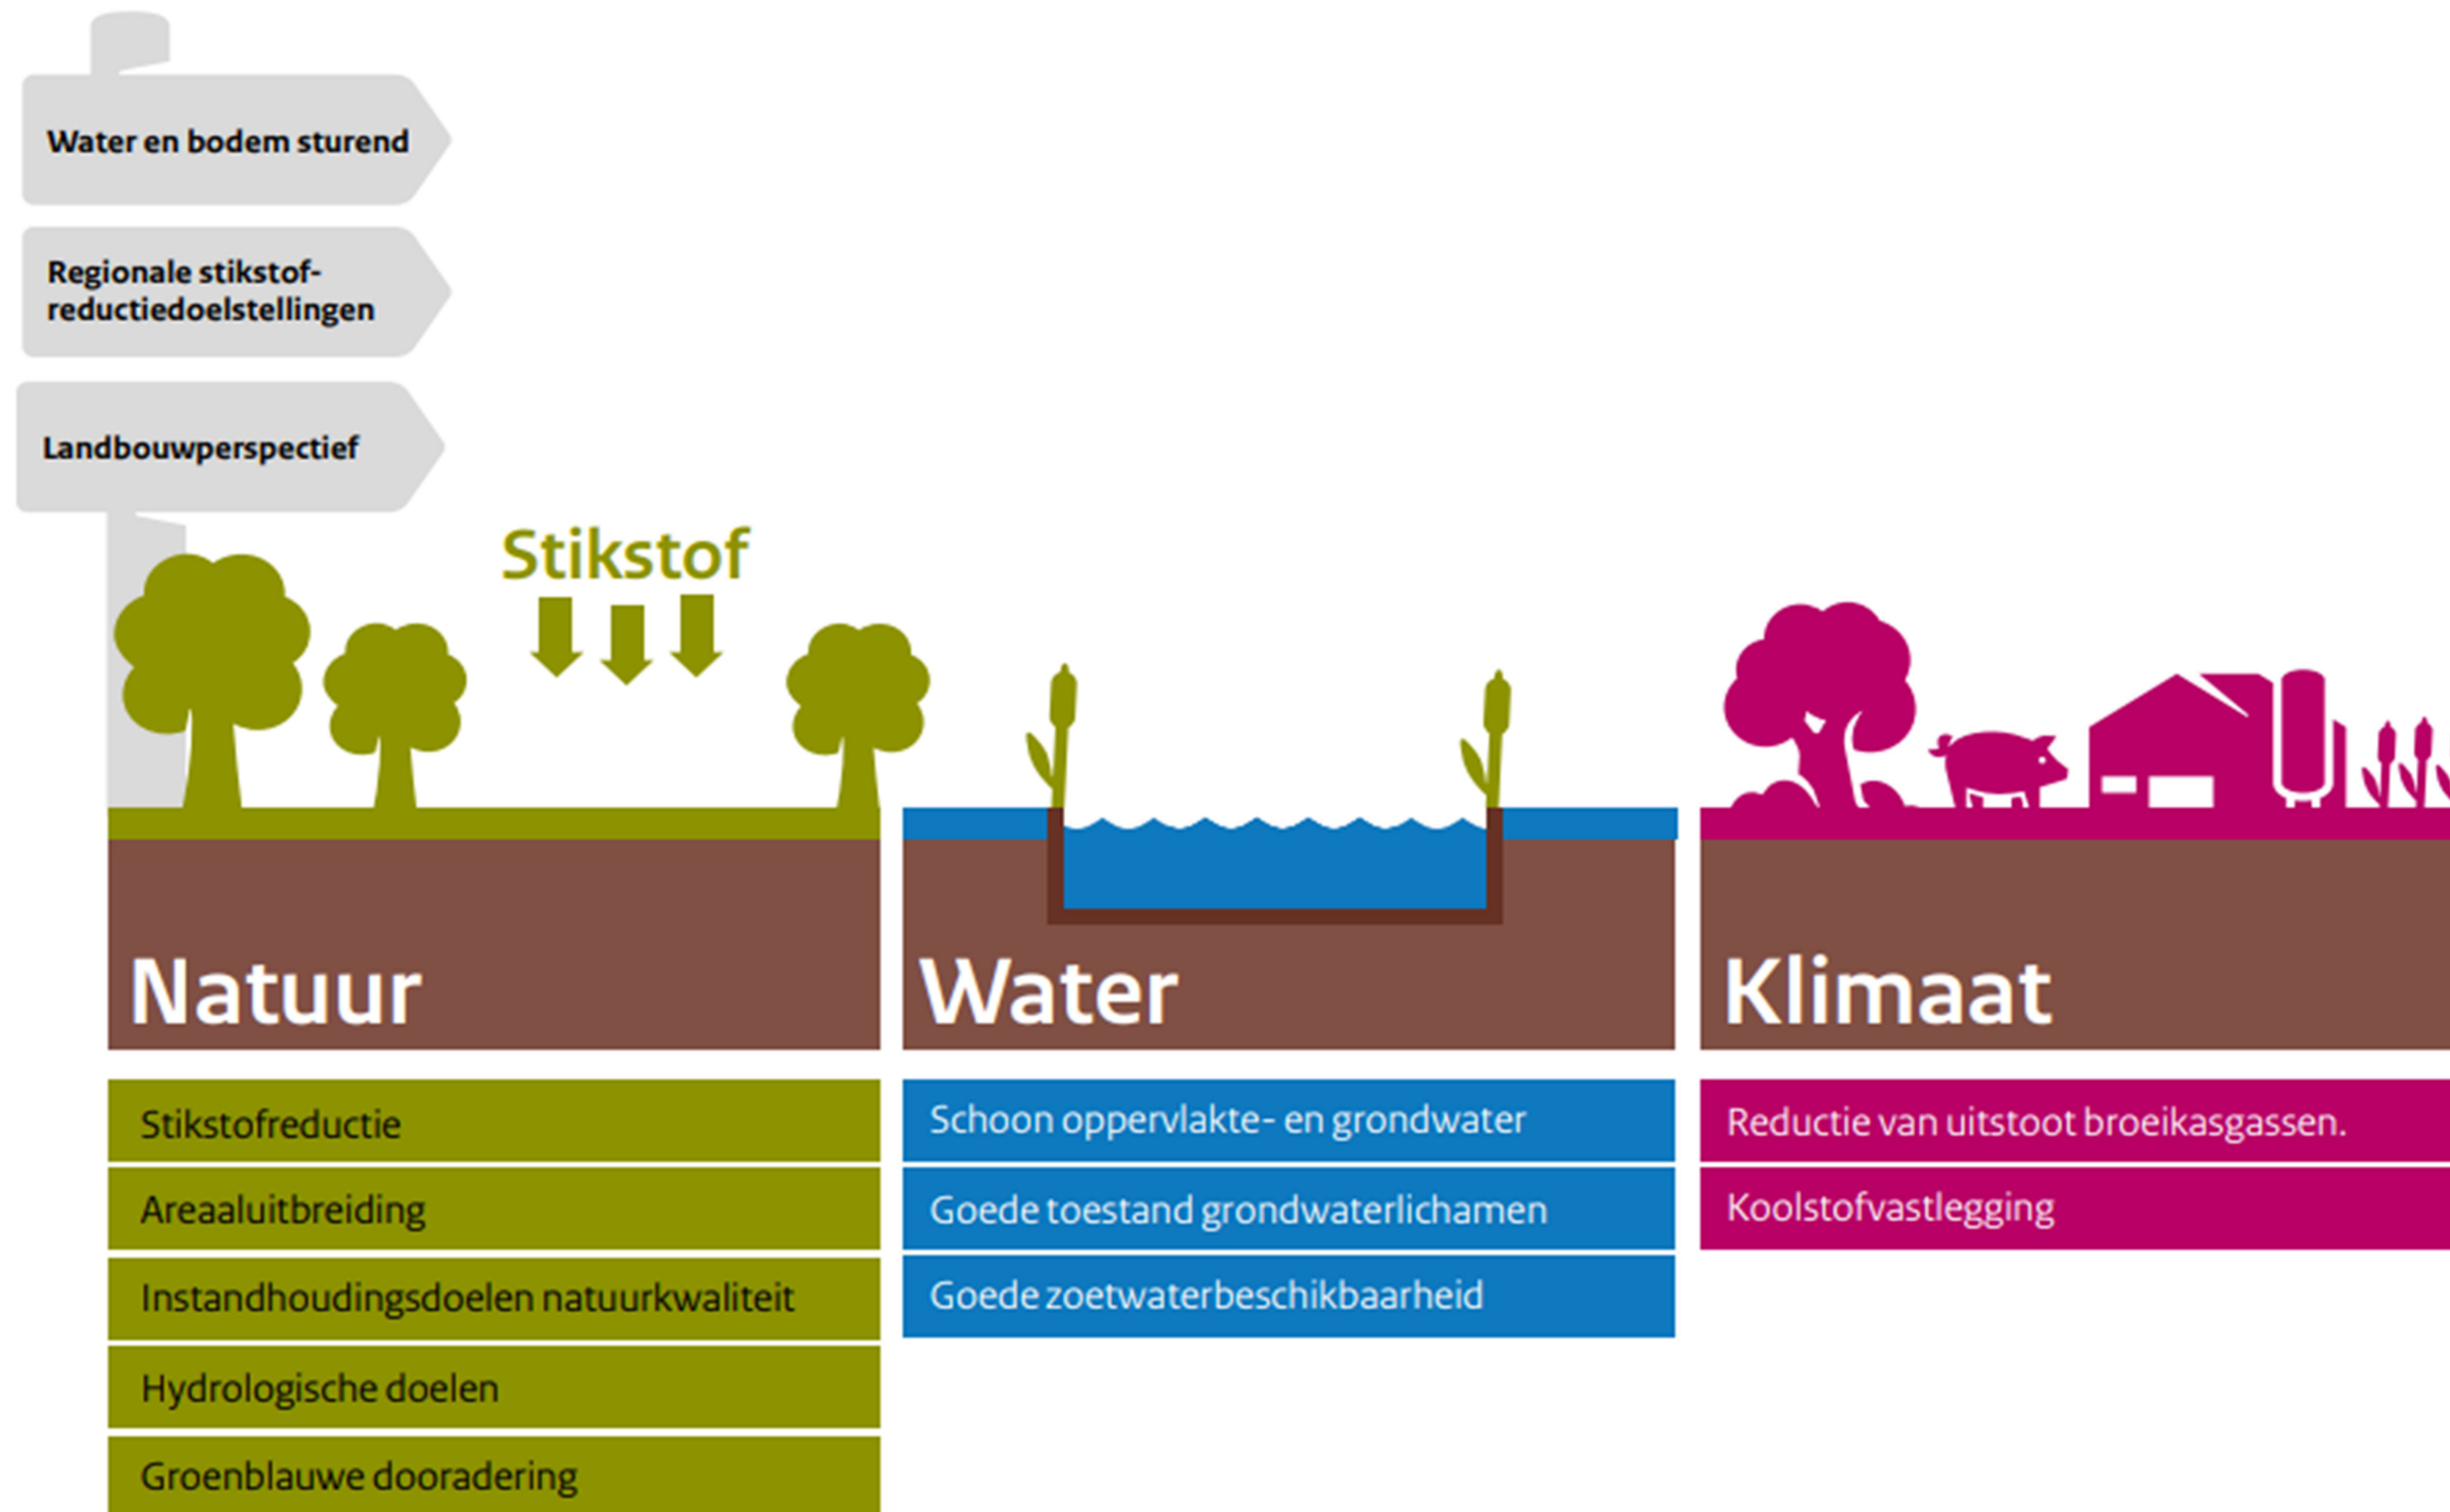 Water en bodem sturend
Regionale stikstof-
reductiedoelstellingen
Landbouwperspectief
Stikstof
Natuur
Stikstofreductie
Areaaluitbreiding
Instandhoudingsdoelen natuurkwaliteit
Hydrologische doelen
Groenblauwe dooradering
Water
Schoon oppervlakte- en grondwater
Goede toestand grondwaterlichamen
Goede zoetwaterbeschikbaarheid
Klimaat
Reductie van uitstoot broeikasgassen.
Koolstofvastlegging